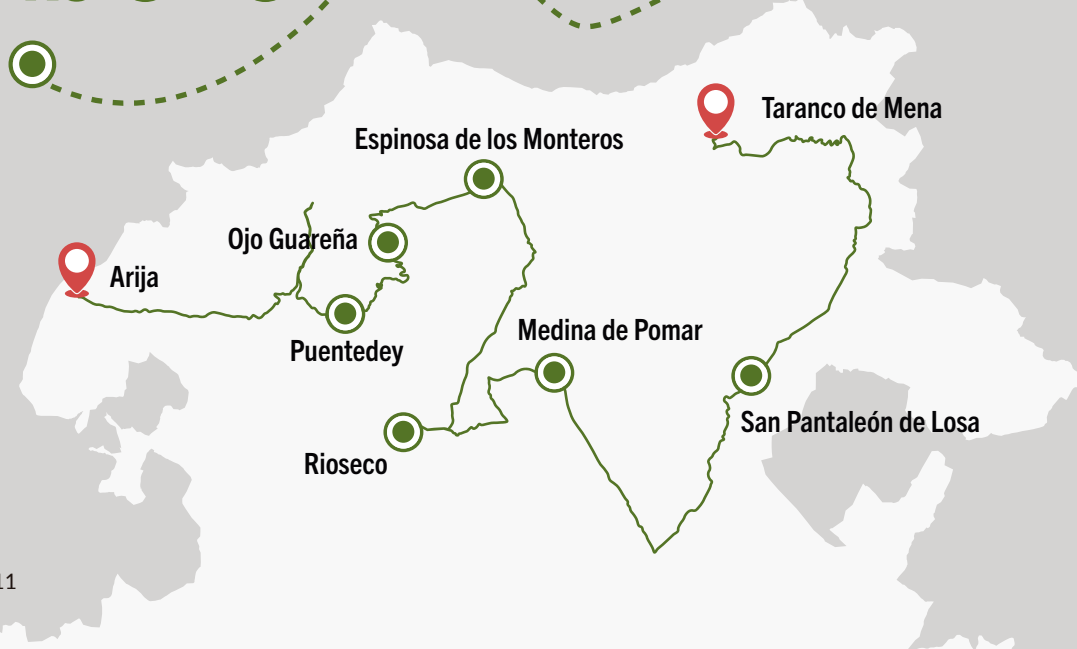 Taranco de Mena
Espinosa de los Monteros
Ojo Guareña
Arija
Medina de Pomar
Puentedey
San Pantaleón de Losa
Rioseco
11